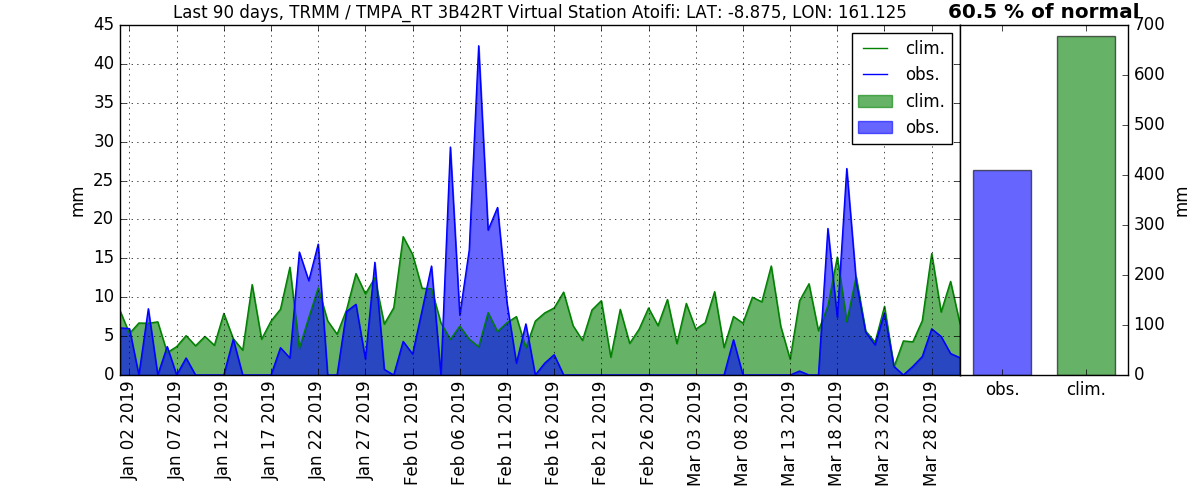 Last 90 days, TRMM / TMPA_RT 3B42RT Virtual Station Atoifi: LAT: -8.875, LON: 161.125
60.5 % of normal
45
40
35
30
25
20
15
10
5
0
mm
clim.
obs.
clim.
obs.
Jan 02 2019
Jan 07 2019
Jan 12 2019
Jan 17 2019
Jan 22 2019
Jan 27 2019
Feb 01 2019
Feb 06 2019
Feb 11 2019
Feb 16 2019
Feb 21 2019
Feb 26 2019
Mar 03 2019
Mar 08 2019
Mar 13 2019
Mar 18 2019
Mar 23 2019
Mar 28 2019
700
600
500
400
300
200
100
0
mm
obs.
clim.